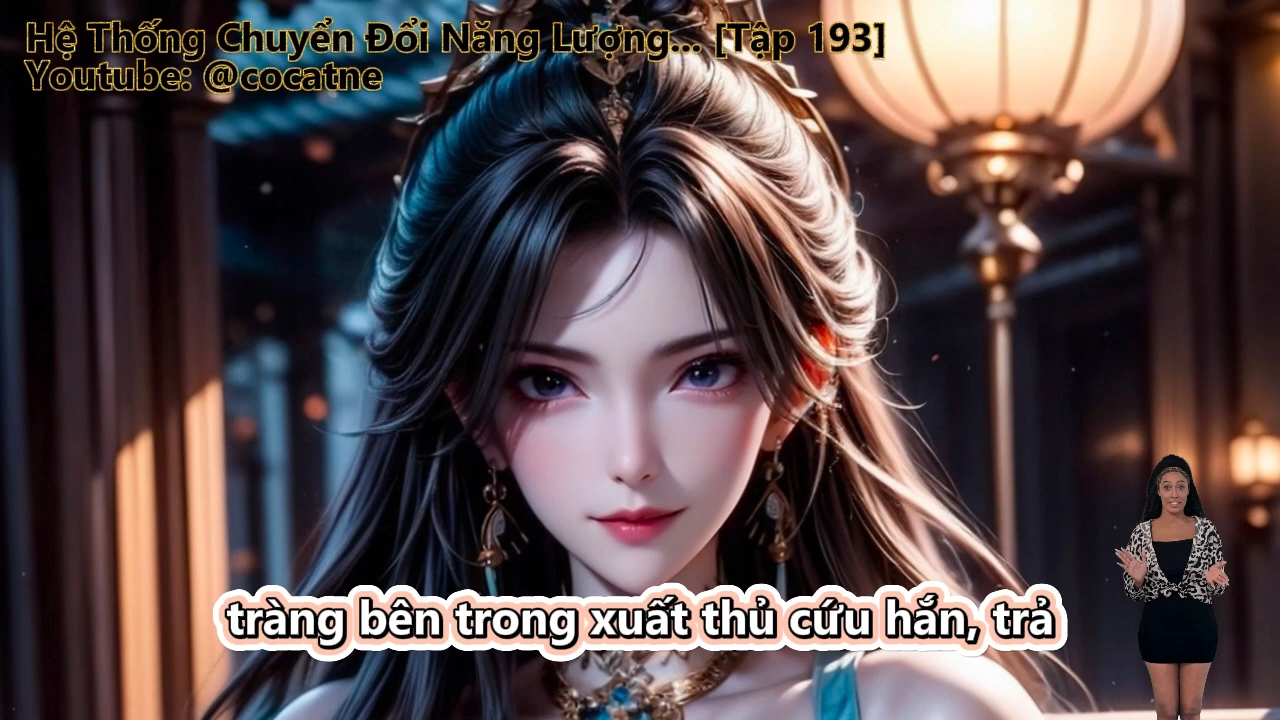 Hệ Thống Chuyển Đổi Năng Lượng... [Tập 193]
Youtube: @cocatne
tràng bên trong xuất thủ cứu hắn, trả